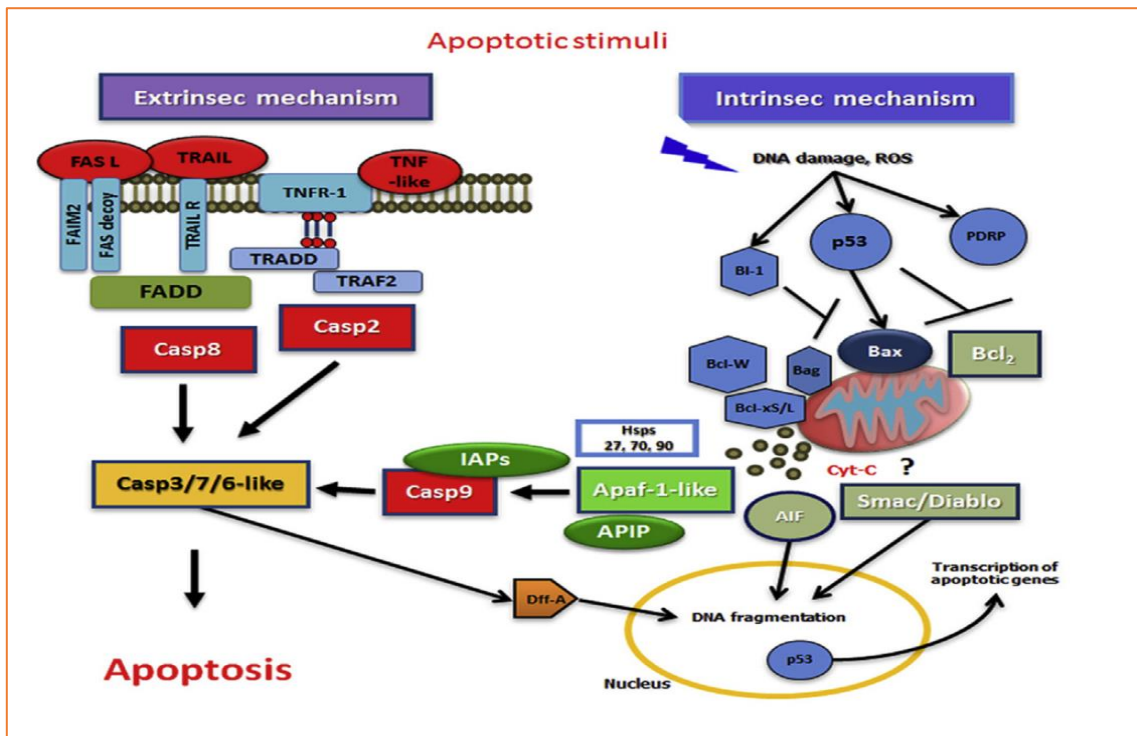 Apoptotic stimuli
Extrinsec mechanism
Intrinsec mechanism
FAS L
TRAIL
TNF
-like
TNFR-1
FAIM2
FAS decoy
TRAIL R
TRADD
TRAF2
FADD
Casp8
Casp2
DNA damage, ROS
BI-1
p53
PDRP
Bcl-W
Bag
Bax
Bcl2
Bcl-xS/L
Hsps
27, 70, 90
Cyt-C
?
Casp3/7/6-like
IAPs
Casp9
Apaf-1-like
APIP
AIF
Smac/Diablo
Transcription of
apoptotic genes
Dff-A
DNA fragmentation
p53
Nucleus
Apoptosis